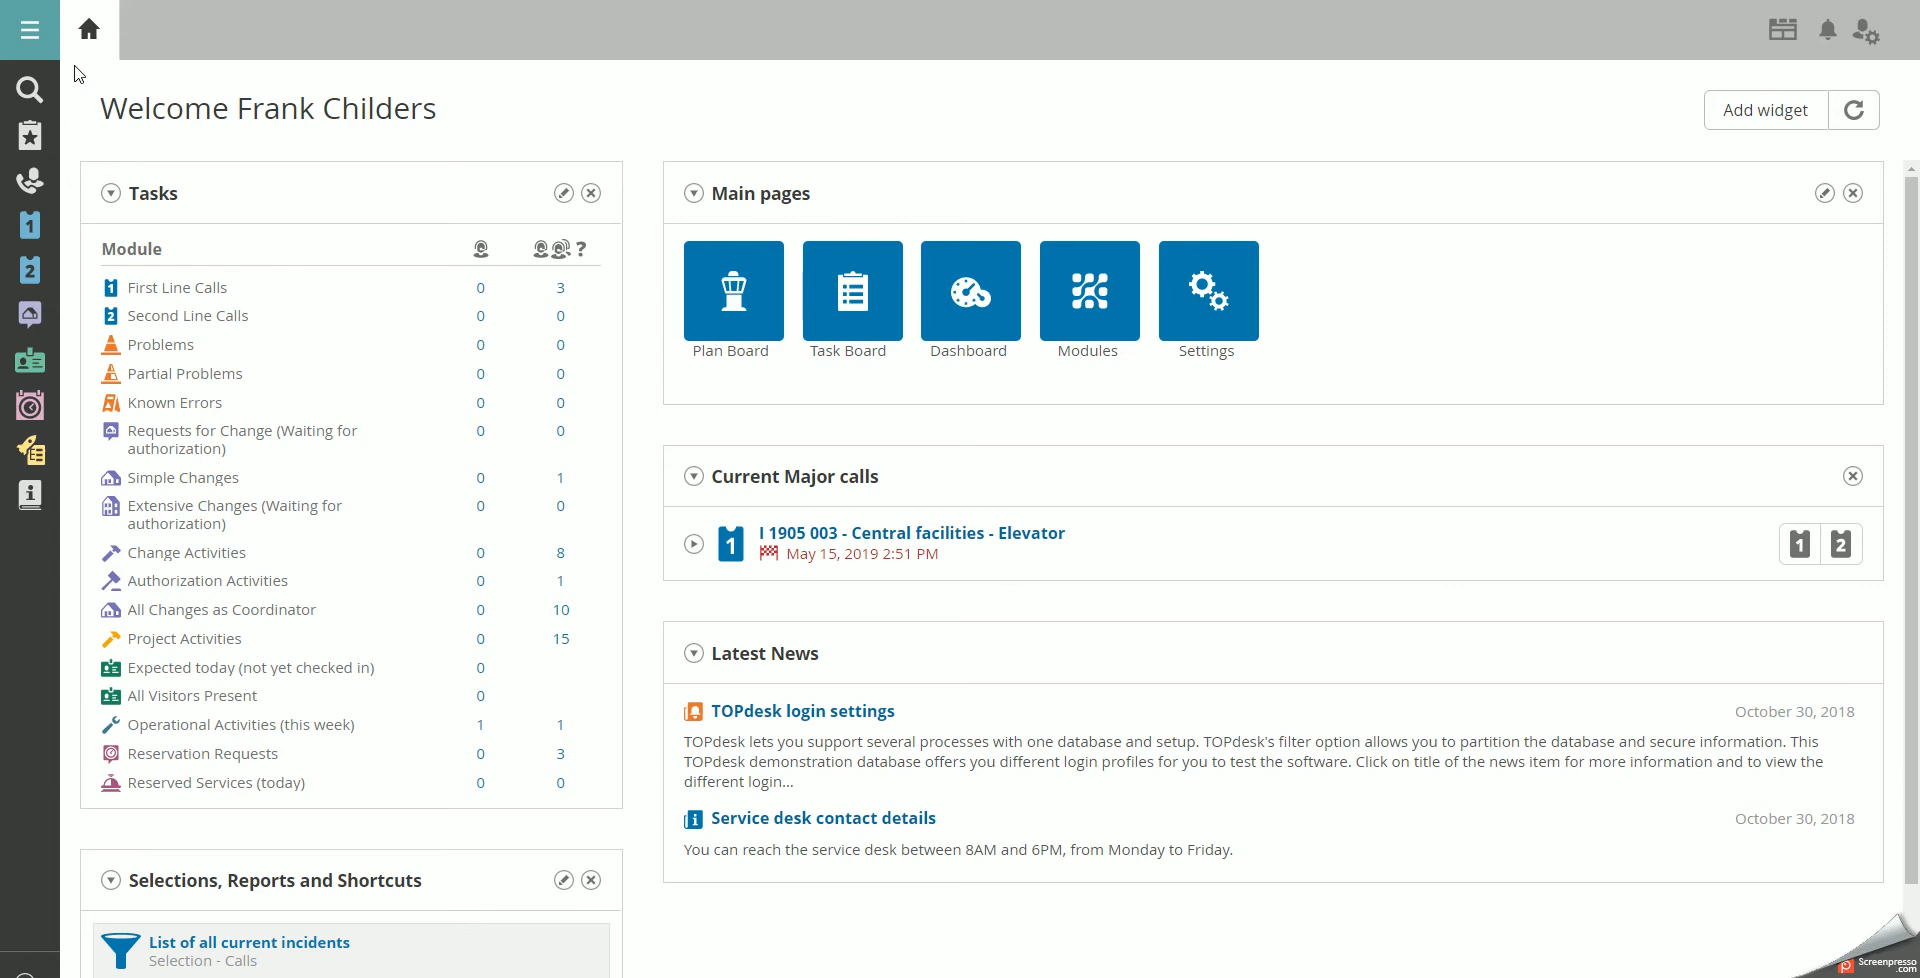 Welcome Frank Childers
Add widget
Tasks
Module
?
1 First Line Calls 0 3
2 Second Line Calls 0 0
Problems 0 0
Partial Problems 0 0
Known Errors 0 0
Requests for Change (Waiting for
authorization) 0 0
Simple Changes 0 1
Extensive Changes (Waiting for
authorization) 0 0
Change Activities 0 8
Authorization Activities 0 1
All Changes as Coordinator 0 10
Project Activities 0 15
Expected today (not yet checked in) 0
All Visitors Present 0
Operational Activities (this week) 1 1
Reservation Requests 0 3
Reserved Services (today) 0 0
Selections, Reports and Shortcuts
List of all current incidents
Selection - Calls
Main pages
Plan Board
Task Board
Dashboard
Modules
Settings
Current Major calls
1 I 1905 003 - Central facilities - Elevator
May 15, 2019 2:51 PM
1 2
Latest News
TOPdesk login settings October 30, 2018
TOPdesk lets you support several processes with one database and setup. TOPdesk's filter option allows you to partition the database and secure information. This
TOPdesk demonstration database offers you different login profiles for you to test the software. Click on title of the news item for more information and to view the
different login...
Service desk contact details October 30, 2018
You can reach the service desk between 8AM and 6PM, from Monday to Friday.
1
2
Screenpresso
.com